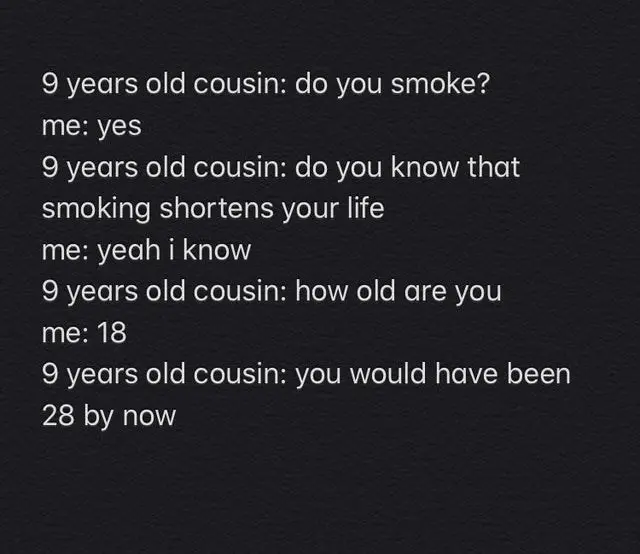 9 years old cousin: do you smoke?
me: yes
9 years old cousin: do you know that
smoking shortens your life
me: yeah i know
9 years old cousin: how old are you
me: 18
9 years old cousin: you would have been
28 by now